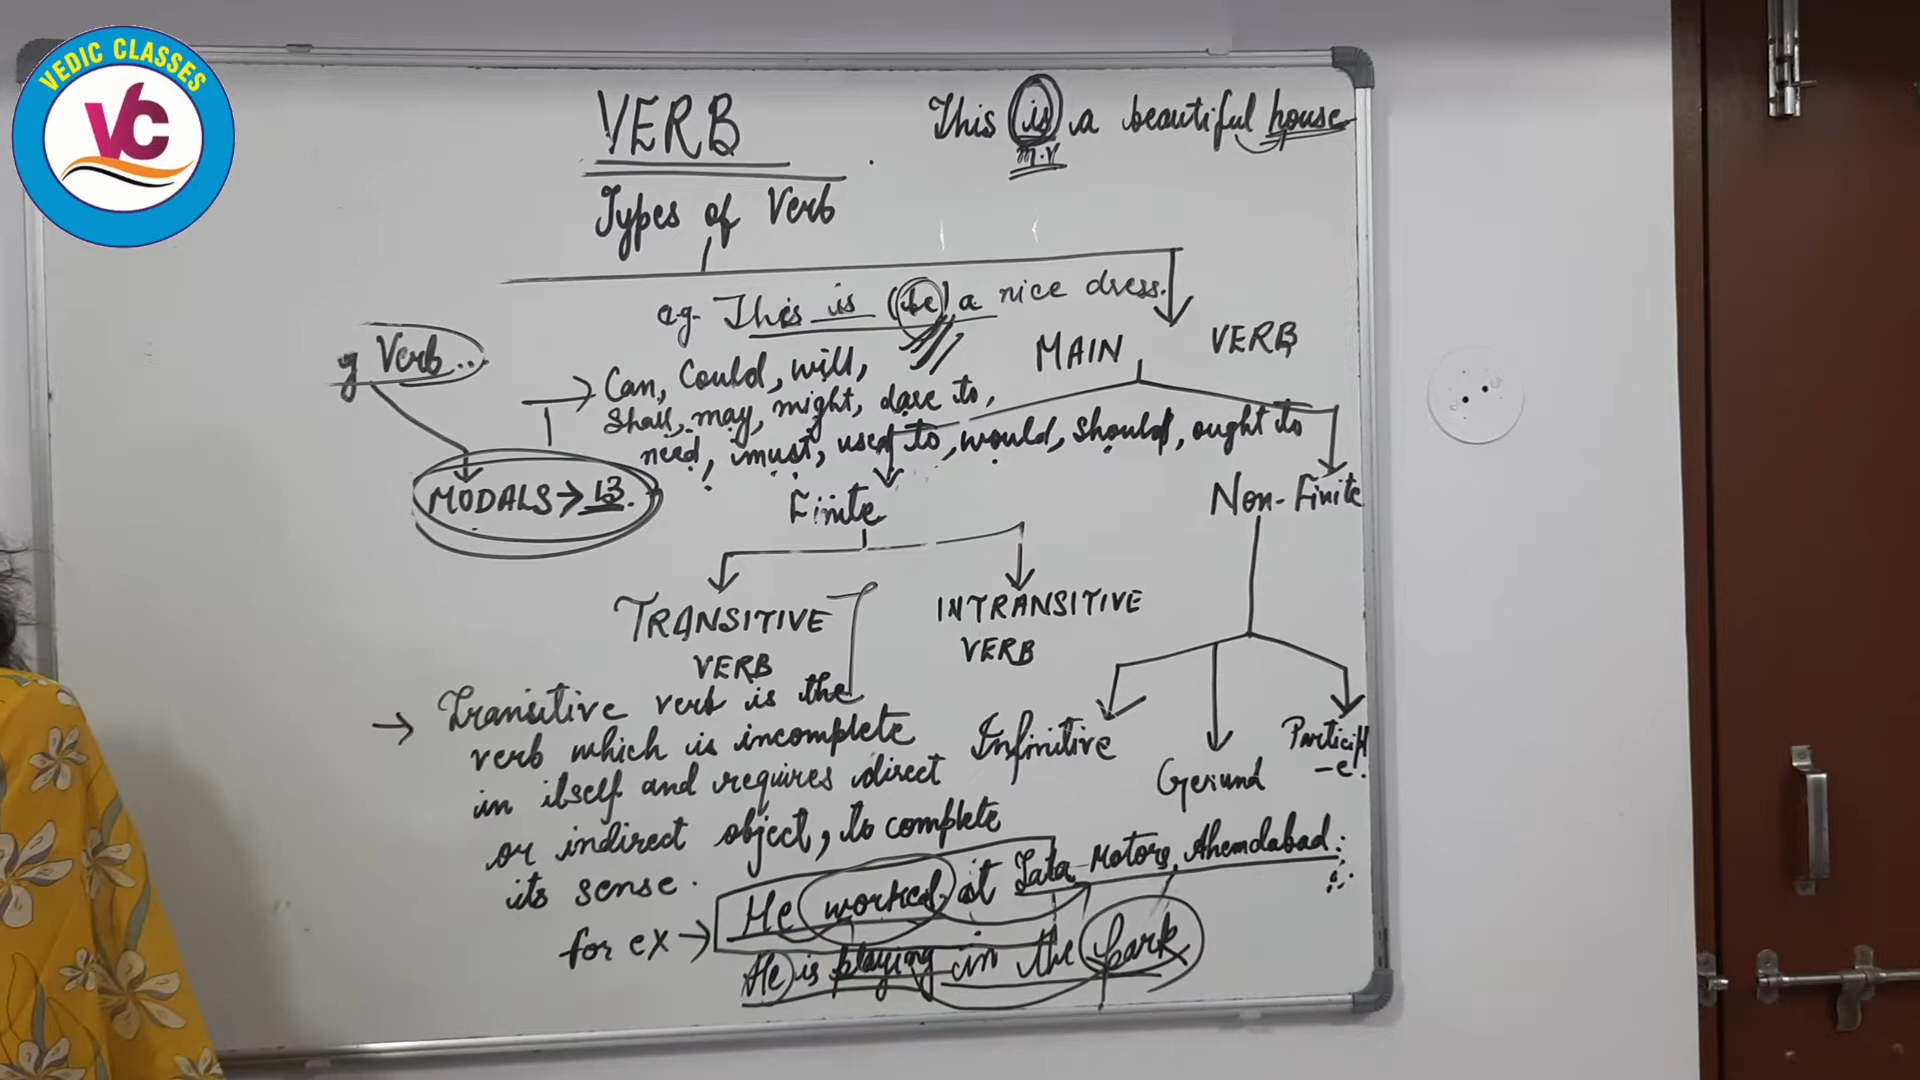 VEDIC CLASSES
VC
VERB
This is a beautiful house
m.v
Types of Verb
e.g. This is (be) a nice dress.
g Verb..
MAIN VERB
Can, Could, will,
Shall, may, might, dare to,
need, must, used to, would, should, ought to
MODALS → 13.
Finite
Non-Finite
TRANSITIVE VERB
INTRANSITIVE VERB
→ Transitive verb is the
verb which is incomplete
in itself and requires direct
or indirect object, to complete
its sense.
Infinitive
Gerund
Particip
-e.
for ex → He worked at Tata Motors, Ahemdabad.
He is playing in the park